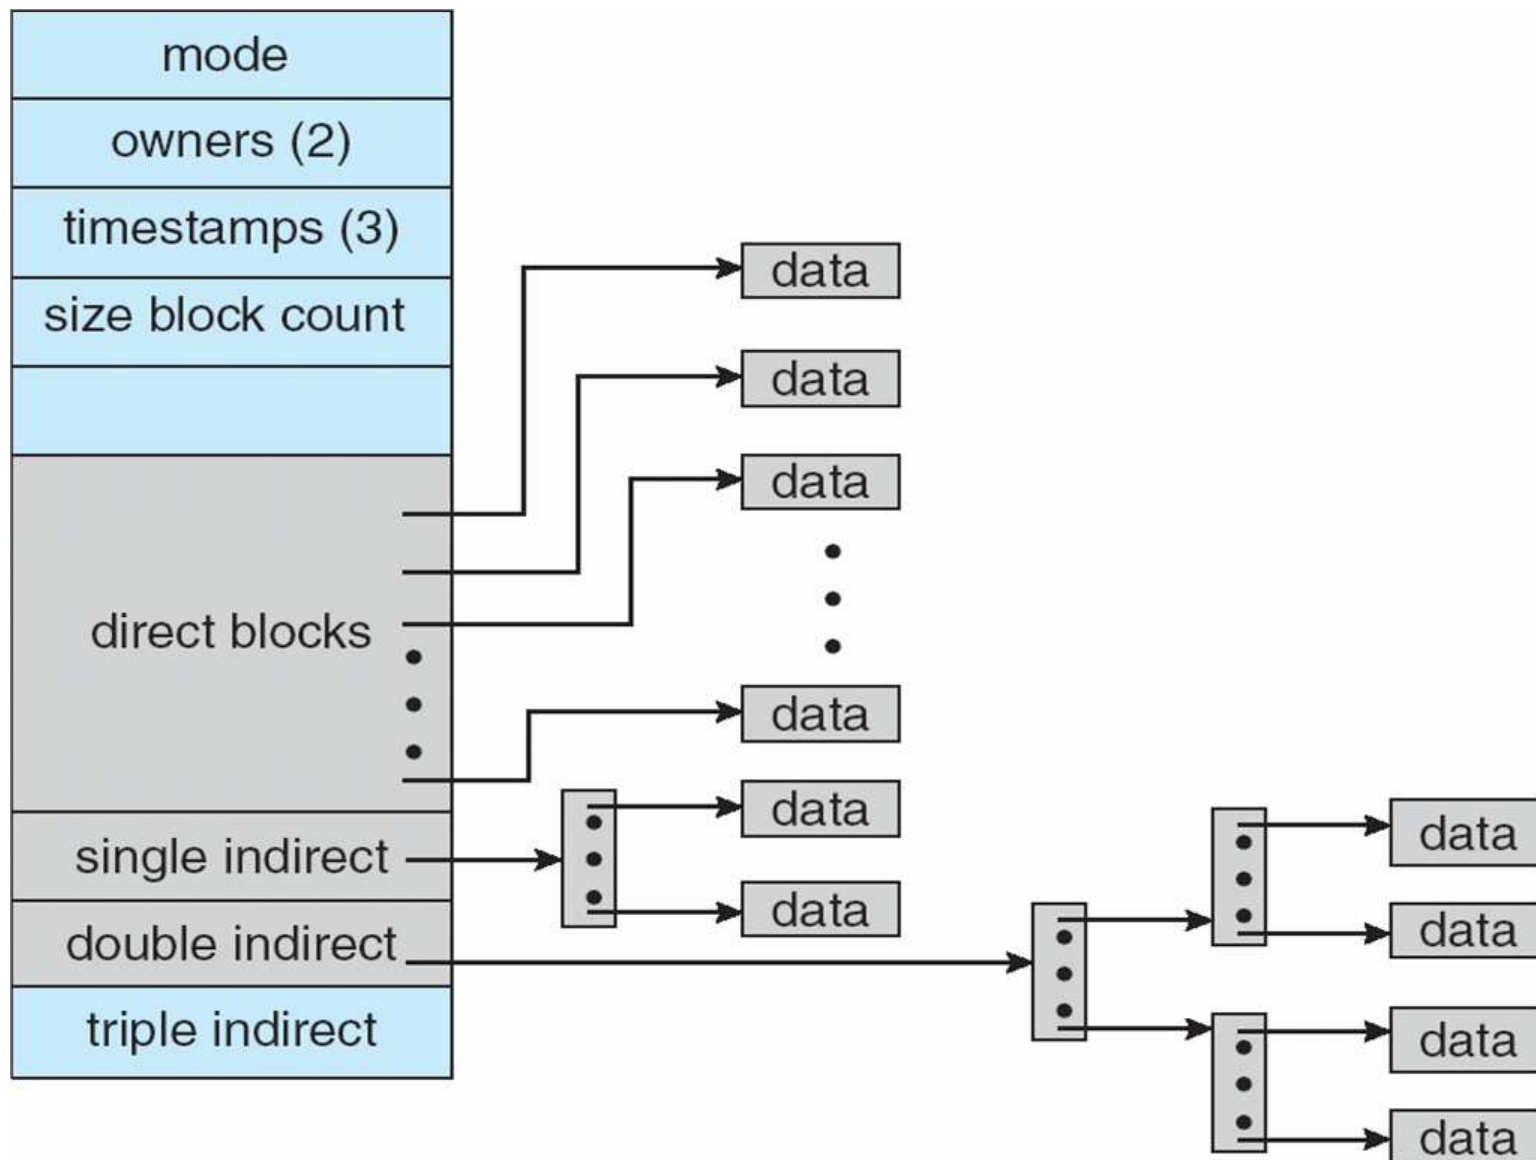 mode
owners (2)
timestamps (3)
size block count
direct blocks
single indirect
double indirect
triple indirect
data
data
data
data
data
data
data
data
data
data